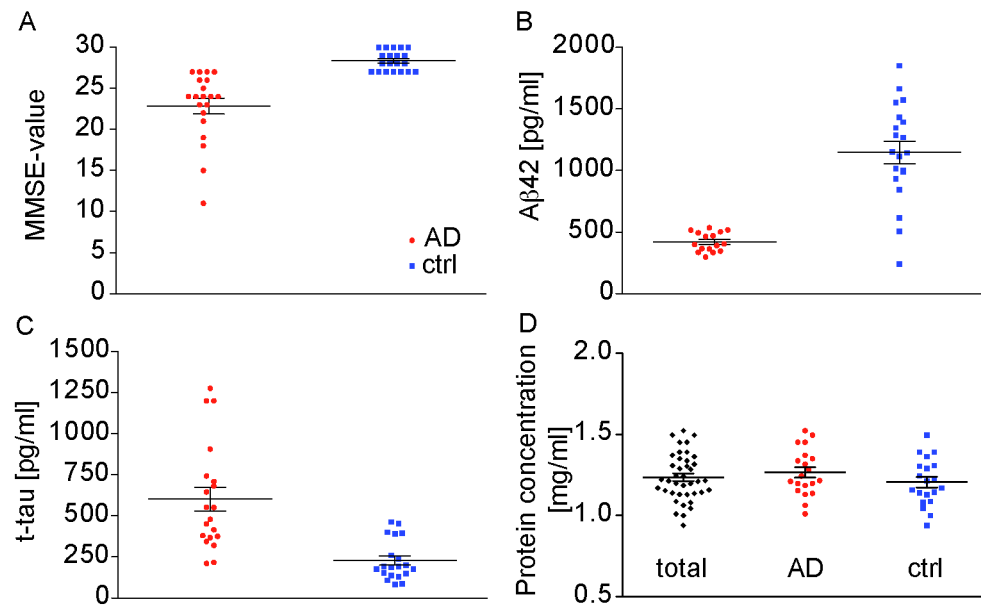 A
MMSE-value
30
25
20
15
10
5
0
AD
ctrl
B
Aβ42 [pg/ml]
2000
1500
1000
500
0
C
t-tau [pg/ml]
1500
1250
1000
750
500
250
0
D
Protein concentration
[mg/ml]
2.0
1.5
1.0
0.5
total
AD
ctrl